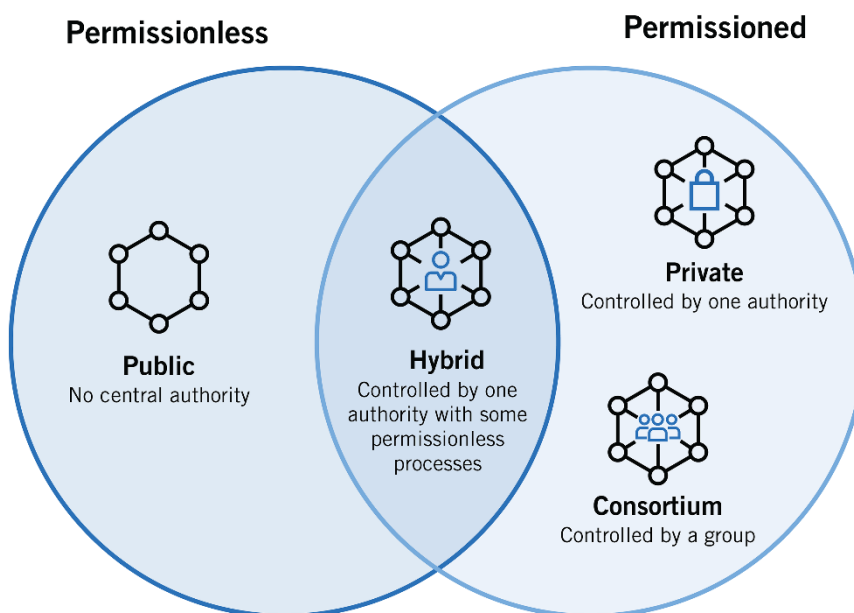 Permissionless
Permissioned
Public
No central authority
Hybrid
Controlled by one
authority with some
permissionless
processes
Private
Controlled by one authority
Consortium
Controlled by a group